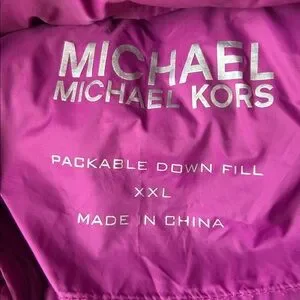 MICHAEL
MICHAEL KORS
PACKABLE DOWN FILL
XXL
MADE IN CHINA